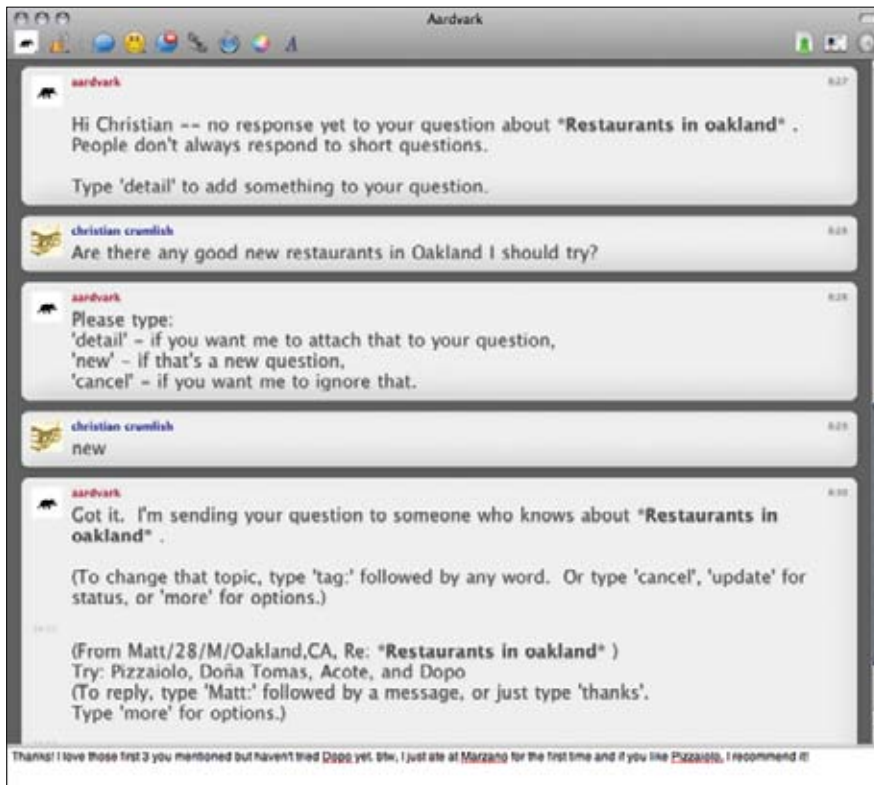 Aardvark
aardvark 8:27
Hi Christian -- no response yet to your question about *Restaurants in oakland* .
People don't always respond to short questions.
Type 'detail' to add something to your question.
christian crumlish
Are there any good new restaurants in Oakland I should try?
aardvark
Please type:
'detail' – if you want me to attach that to your question,
'new' – if that's a new question,
'cancel' – if you want me to ignore that.
christian crumlish
new
aardvark
Got it. I'm sending your question to someone who knows about *Restaurants in
oakland* .
(To change that topic, type 'tag:' followed by any word. Or type 'cancel', 'update' for
status, or 'more' for options.)
(From Matt/28/M/Oakland,CA, Re: *Restaurants in oakland* )
Try: Pizzaiolo, Doña Tomas, Acote, and Dopo
(To reply, type 'Matt:' followed by a message, or just type 'thanks'.
Type 'more' for options.)
Thanks! I love those first 3 you mentioned but haven't tried Dopo yet. btw, I just ate at Marzano for the first time and if you like Pizzaiolo, I recommend it!